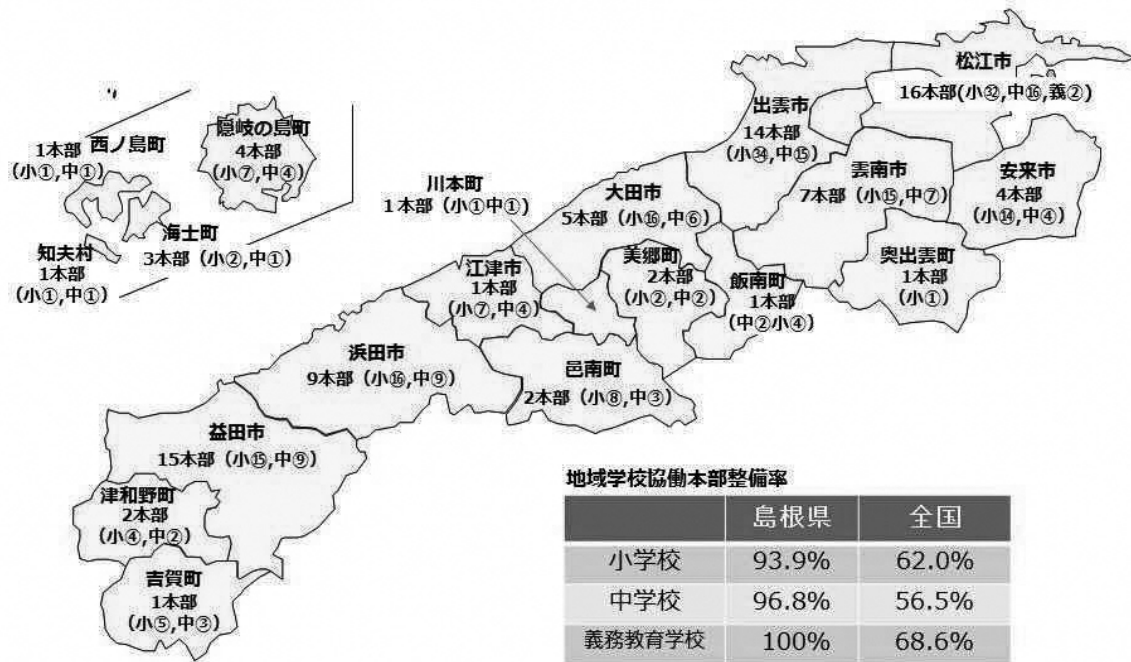 松江市
16本部(小㉜,中⑯,義②)
出雲市
14本部
(小㉞,中⑮)
安来市
4本部
(小⑭,中④)
雲南市
7本部(小⑮,中⑦)
奥出雲町
1本部
(小①)
隠岐の島町
4本部
(小⑦,中④)
西ノ島町
1本部
(小①,中①)
海士町
3本部(小②,中①)
知夫村
1本部
(小①,中①)
川本町
1本部(小①中①)
大田市
5本部(小⑯,中⑥)
美郷町
2本部
(小②,中②)
飯南町
1本部
(中②小④)
江津市
1本部
(小⑦,中④)
浜田市
9本部(小⑯,中⑨)
邑南町
2本部(小⑧,中③)
益田市
15本部(小⑮,中⑨)
津和野町
2本部
(小④,中②)
吉賀町
1本部
(小⑤,中③)
地域学校協働本部整備率
島根県 全国
小学校 93.9% 62.0%
中学校 96.8% 56.5%
義務教育学校 100% 68.6%